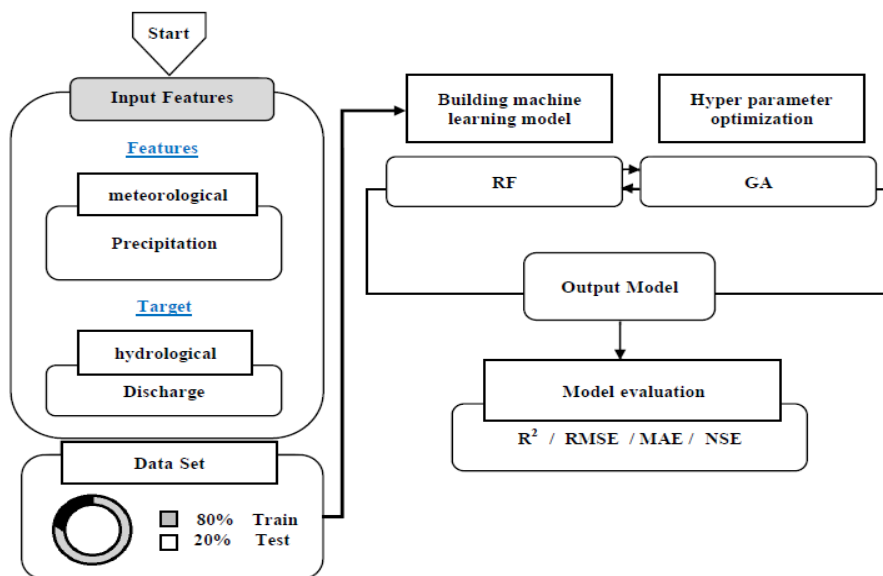 Start
Input Features
Features
meteorological
Precipitation
Target
hydrological
Discharge
Data Set
80% Train
20% Test
Building machine
learning model
Hyper parameter
optimization
RF
GA
Output Model
Model evaluation
R² / RMSE / MAE / NSE